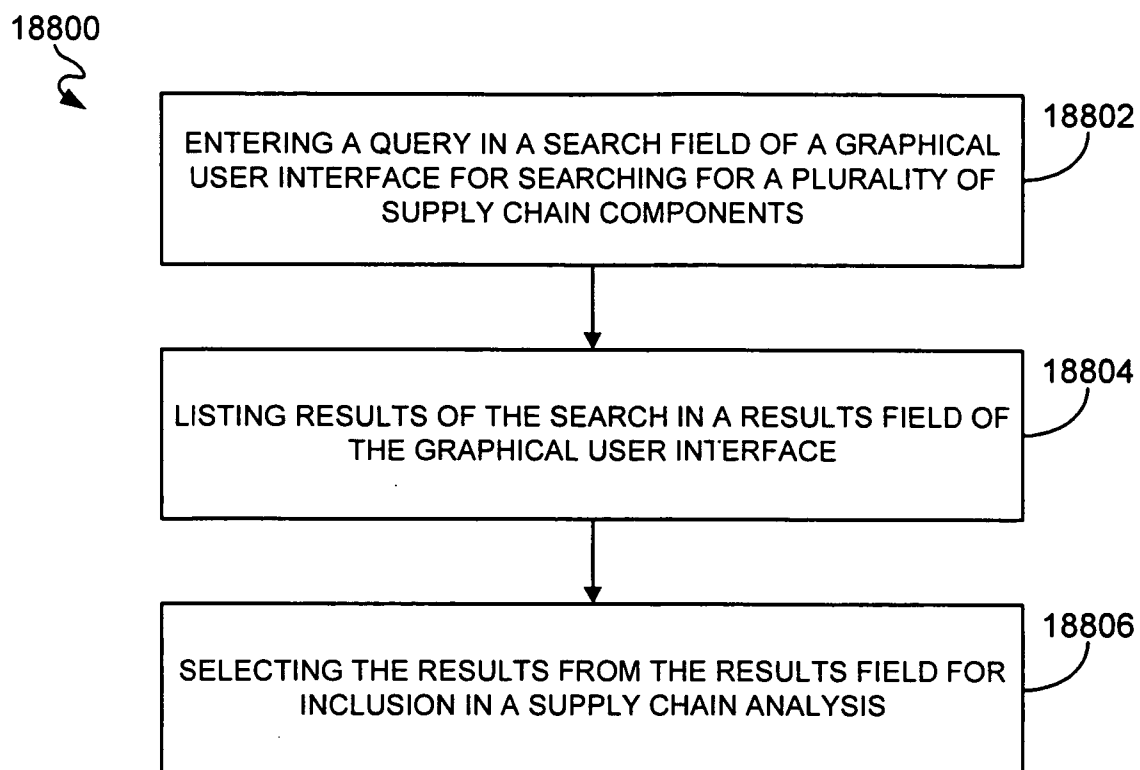 18800
18802
ENTERING A QUERY IN A SEARCH FIELD OF A GRAPHICAL
USER INTERFACE FOR SEARCHING FOR A PLURALITY OF
SUPPLY CHAIN COMPONENTS
18804
LISTING RESULTS OF THE SEARCH IN A RESULTS FIELD OF
THE GRAPHICAL USER INTERFACE
18806
SELECTING THE RESULTS FROM THE RESULTS FIELD FOR
INCLUSION IN A SUPPLY CHAIN ANALYSIS